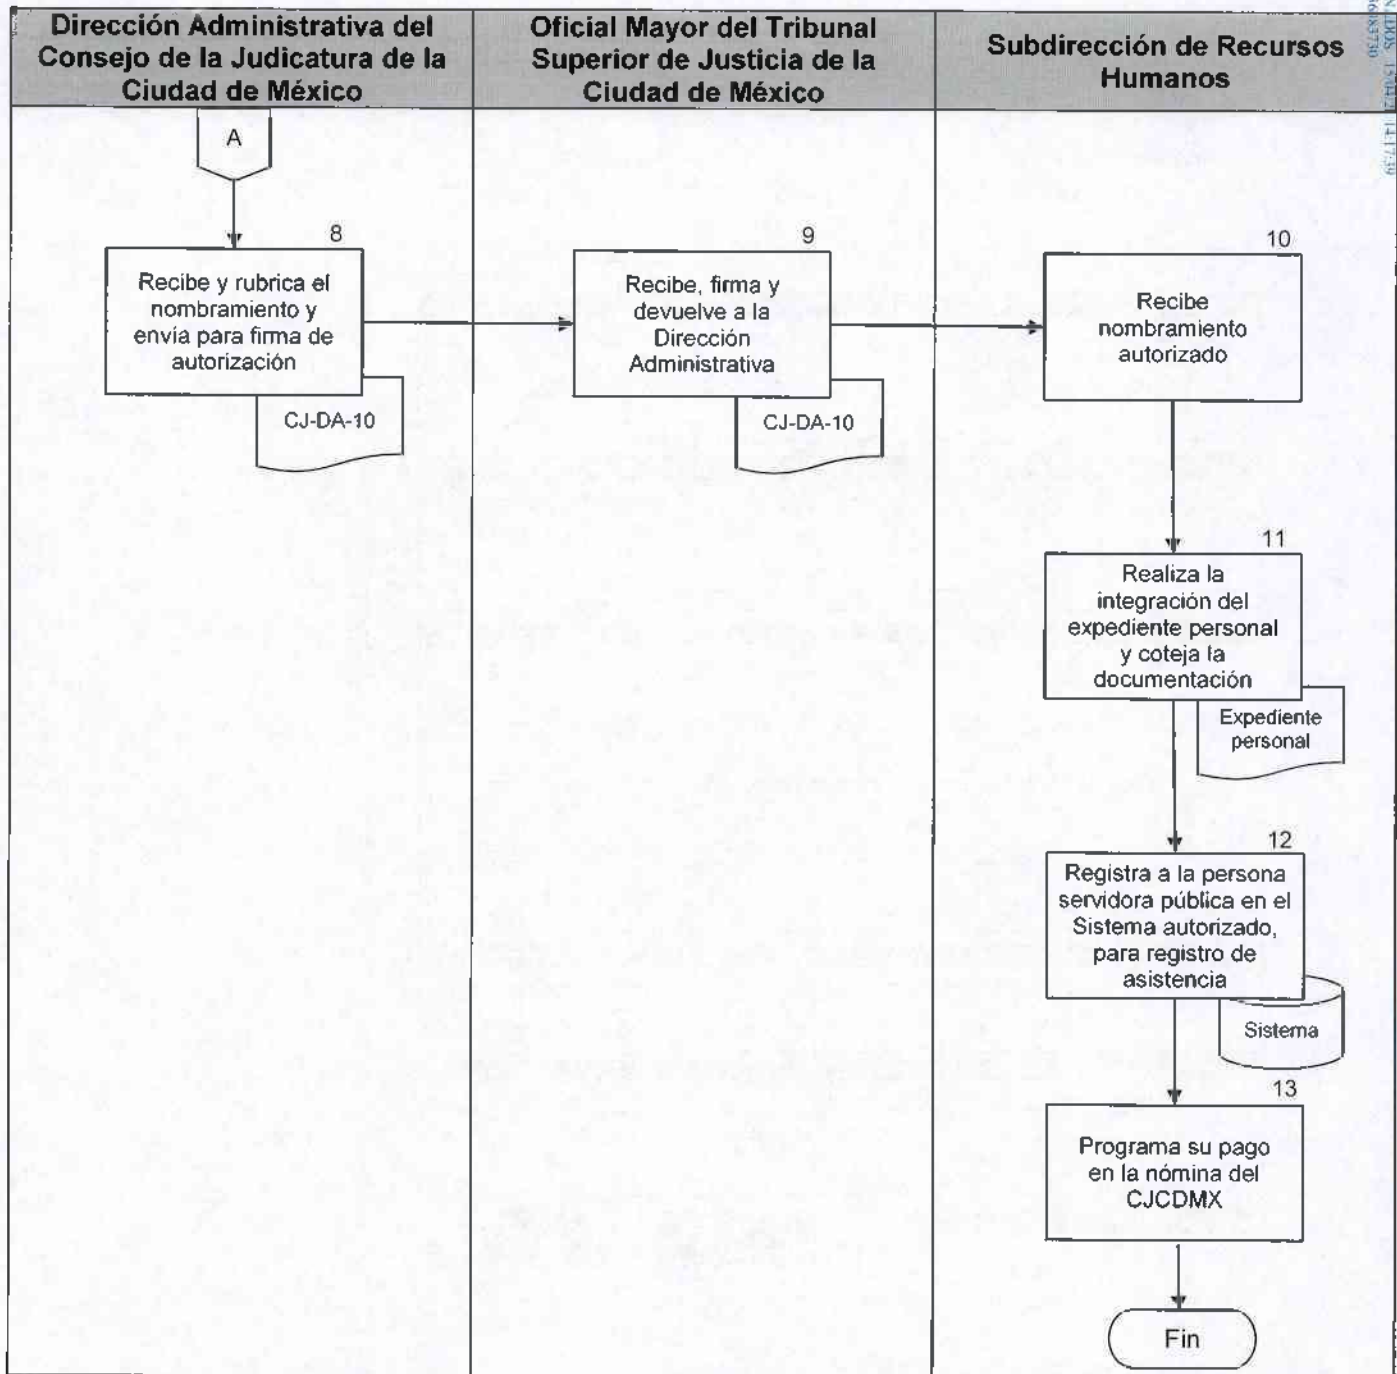 Dirección Administrativa del
Consejo de la Judicatura de la
Ciudad de México
Oficial Mayor del Tribunal
Superior de Justicia de la
Ciudad de México
Subdirección de Recursos
Humanos
A
8
Recibe y rubrica el
nombramiento y
envía para firma de
autorización
CJ-DA-10
9
Recibe, firma y
devuelve a la
Dirección
Administrativa
CJ-DA-10
10
Recibe
nombramiento
autorizado
11
Realiza la
integración del
expediente personal
y coteja la
documentación
Expediente
personal
12
Registra a la persona
servidora pública en el
Sistema autorizado,
para registro de
asistencia
Sistema
13
Programa su pago
en la nómina del
CJCDMX
Fin